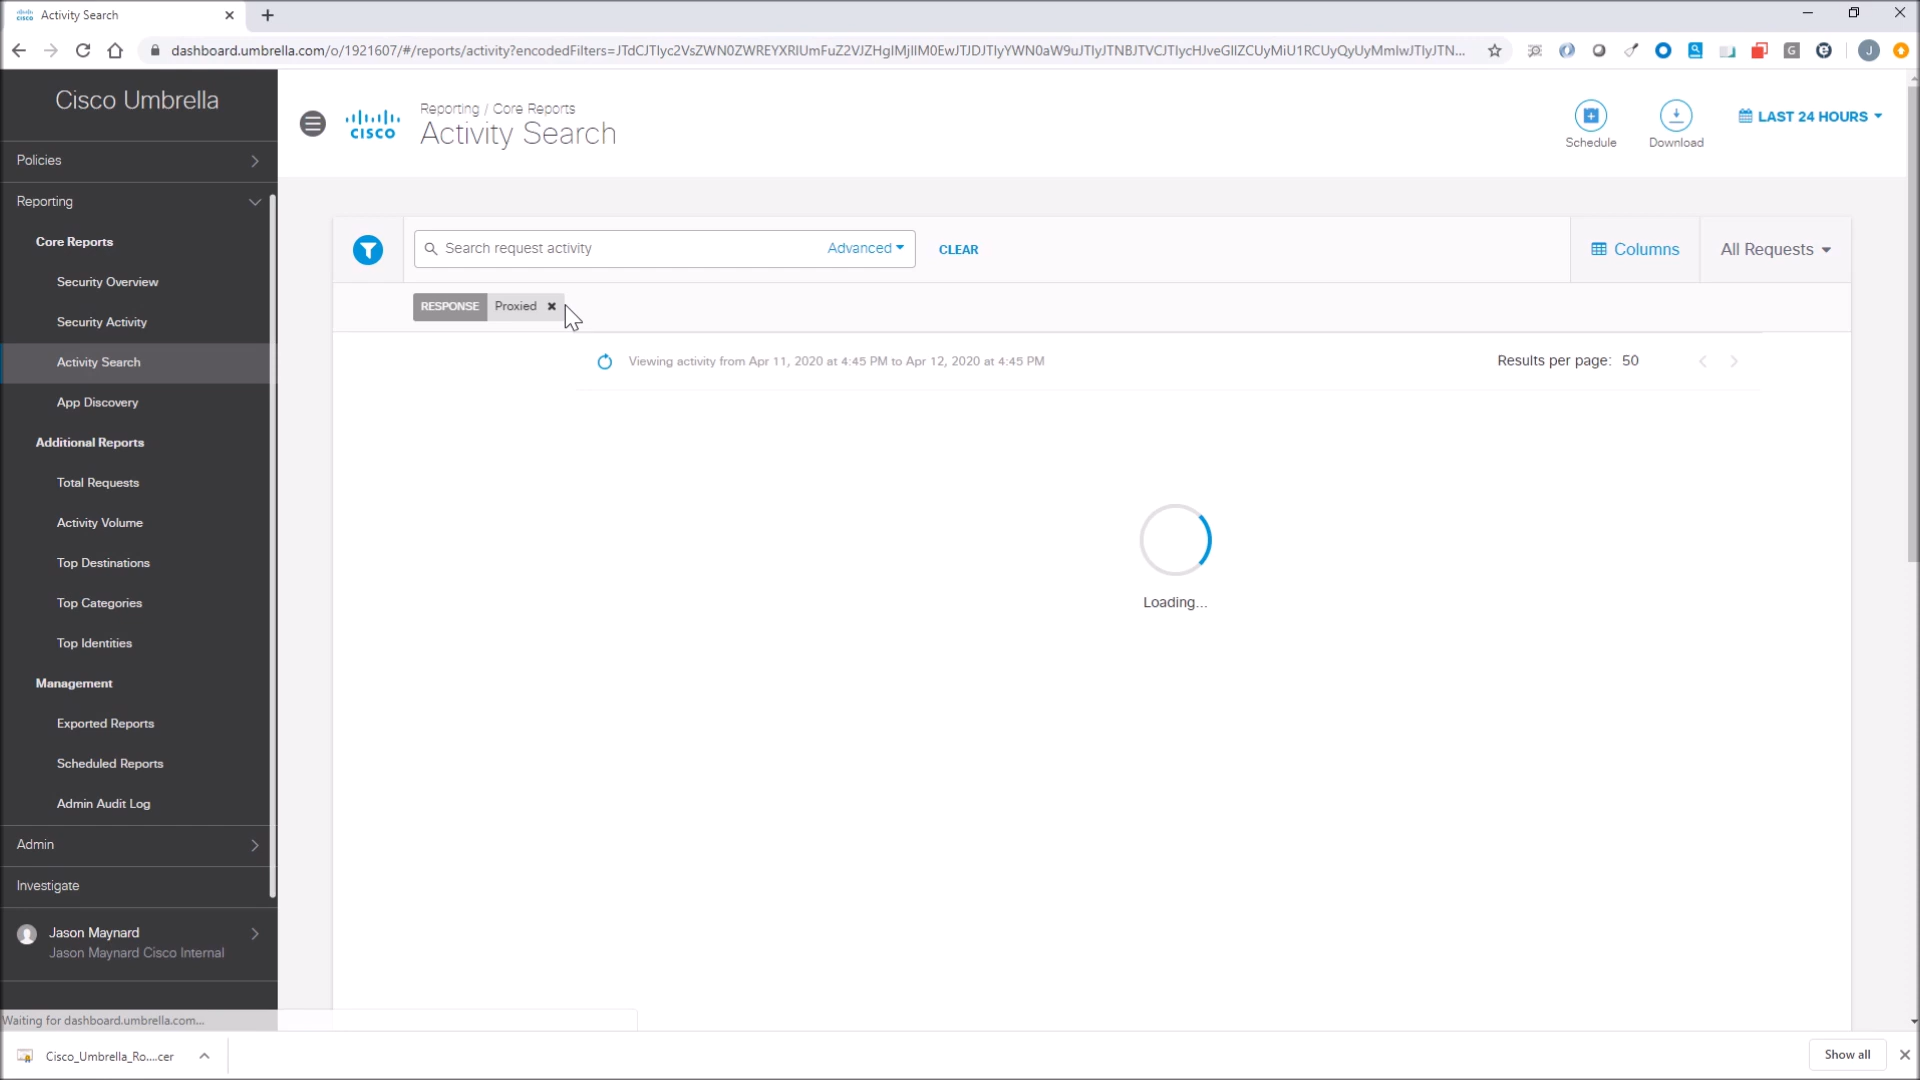 Activity Search
dashboard.umbrella.com/o/1921607/#/reports/activity?encodedFilters=
Cisco Umbrella
Policies
Reporting
Core Reports
Security Overview
Security Activity
Activity Search
App Discovery
Additional Reports
Total Requests
Activity Volume
Top Destinations
Top Categories
Top Identities
Management
Exported Reports
Scheduled Reports
Admin Audit Log
Admin
Investigate
Jason Maynard
Jason Maynard Cisco Internal
Waiting for dashboard.umbrella.com...
CISCO
Reporting / Core Reports
Activity Search
Schedule
Download
LAST 24 HOURS
Search request activity
Advanced
CLEAR
Columns
All Requests
RESPONSE Proxied
Viewing activity from Apr 11, 2020 at 4:45 PM to Apr 12, 2020 at 4:45 PM
Results per page: 50
Loading...
Cisco_Umbrella_Ro....cer
Show all